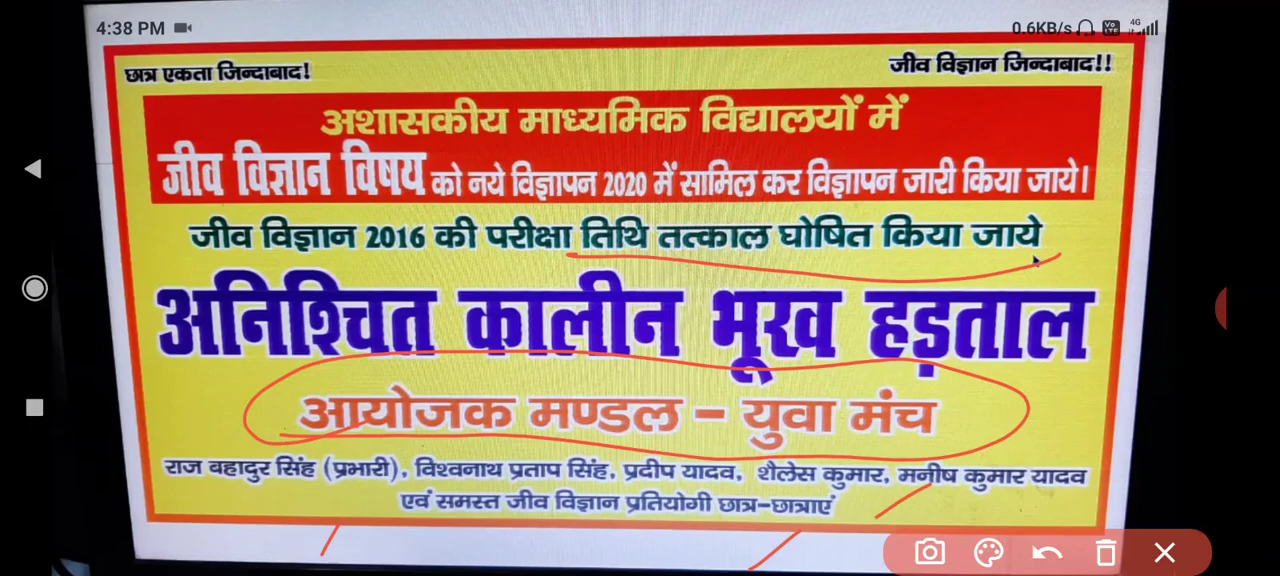 4:38 PM
0.6KB/s
4G
छात्र एकता जिन्दाबाद!
जीव विज्ञान जिन्दाबाद!!
अशासकीय माध्यमिक विद्यालयों में
जीव विज्ञान विषय को नये विज्ञापन 2020 में सामिल कर विज्ञापन जारी किया जाये।
जीव विज्ञान 2016 की परीक्षा तिथि तत्काल घोषित किया जाये
अनिश्चित कालीन भूख हड़ताल
आयोजक मण्डल – युवा मंच
राज बहादुर सिंह (प्रभारी), विश्वनाथ प्रताप सिंह, प्रदीप यादव, शैलेस कुमार, मनीष कुमार यादव
एवं समस्त जीव विज्ञान प्रतियोगी छात्र-छात्राएं